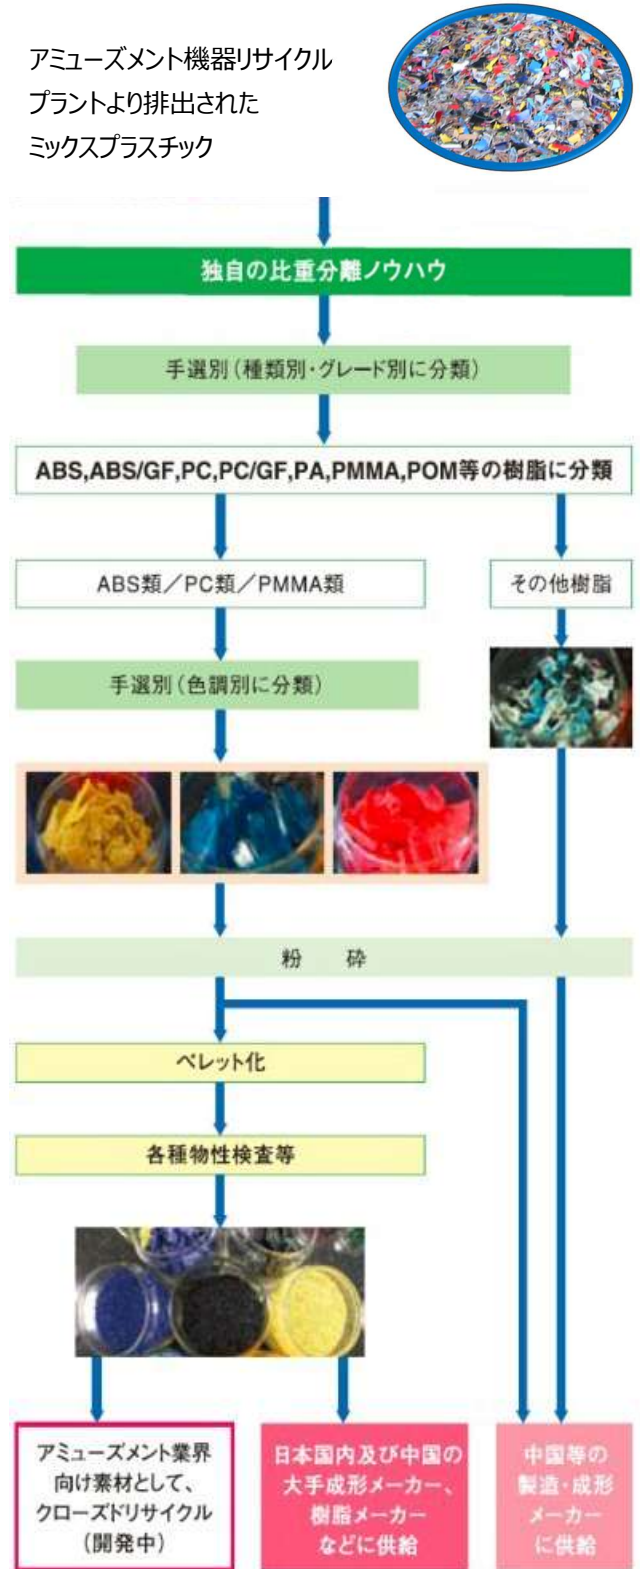 アミューズメント機器リサイクル
プラントより排出された
ミックスプラスチック
独自の比重分離ノウハウ
手選別(種類別・グレード別に分類)
ABS,ABS/GF,PC,PC/GF,PA,PMMA,POM等の樹脂に分類
ABS類/PC類/PMMA類
その他樹脂
手選別(色調別に分類)
粉 砕
ペレット化
各種物性検査等
アミューズメント業界
向け素材として、
クローズドリサイクル
(開発中)
日本国内及び中国の
大手成形メーカー、
樹脂メーカー
などに供給
中国等の
製造・成形
メーカー
に供給